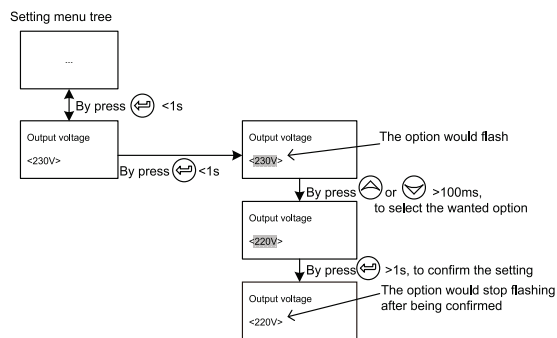 Setting menu tree
...
By press <1s
Output voltage
<230V>
By press <1s
Output voltage
<230V>
The option would flash
By press or >100ms,
to select the wanted option
Output voltage
<220V>
By press >1s, to confirm the setting
The option would stop flashing
after being confirmed
Output voltage
<220V>